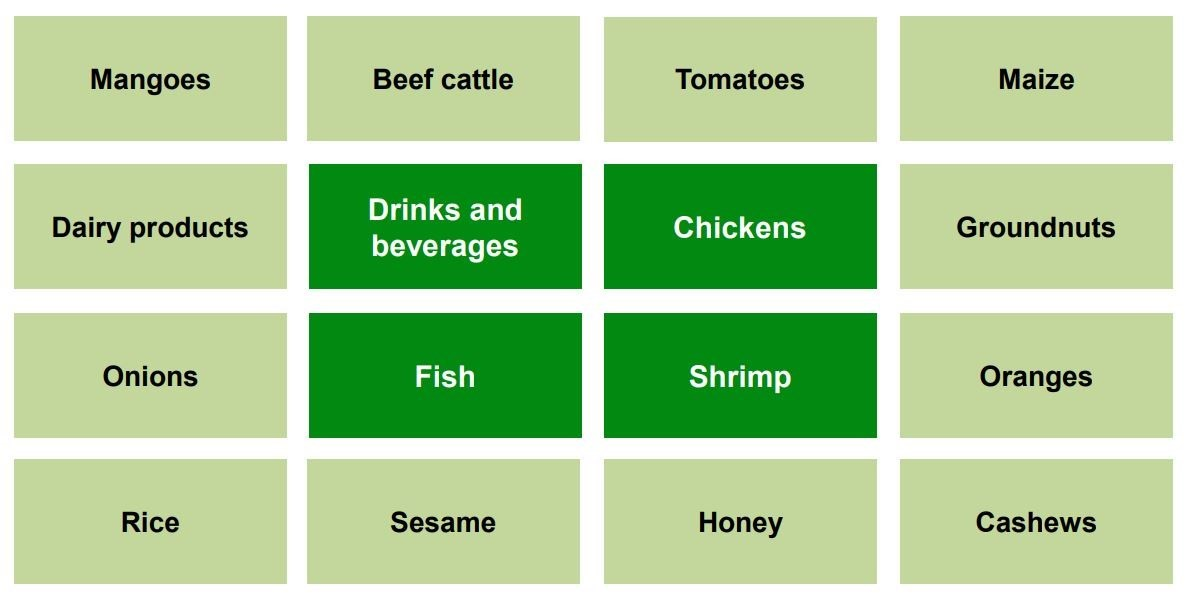 Mangoes
Beef cattle
Tomatoes
Maize
Dairy products
Drinks and
beverages
Chickens
Groundnuts
Onions
Fish
Shrimp
Oranges
Rice
Sesame
Honey
Cashews